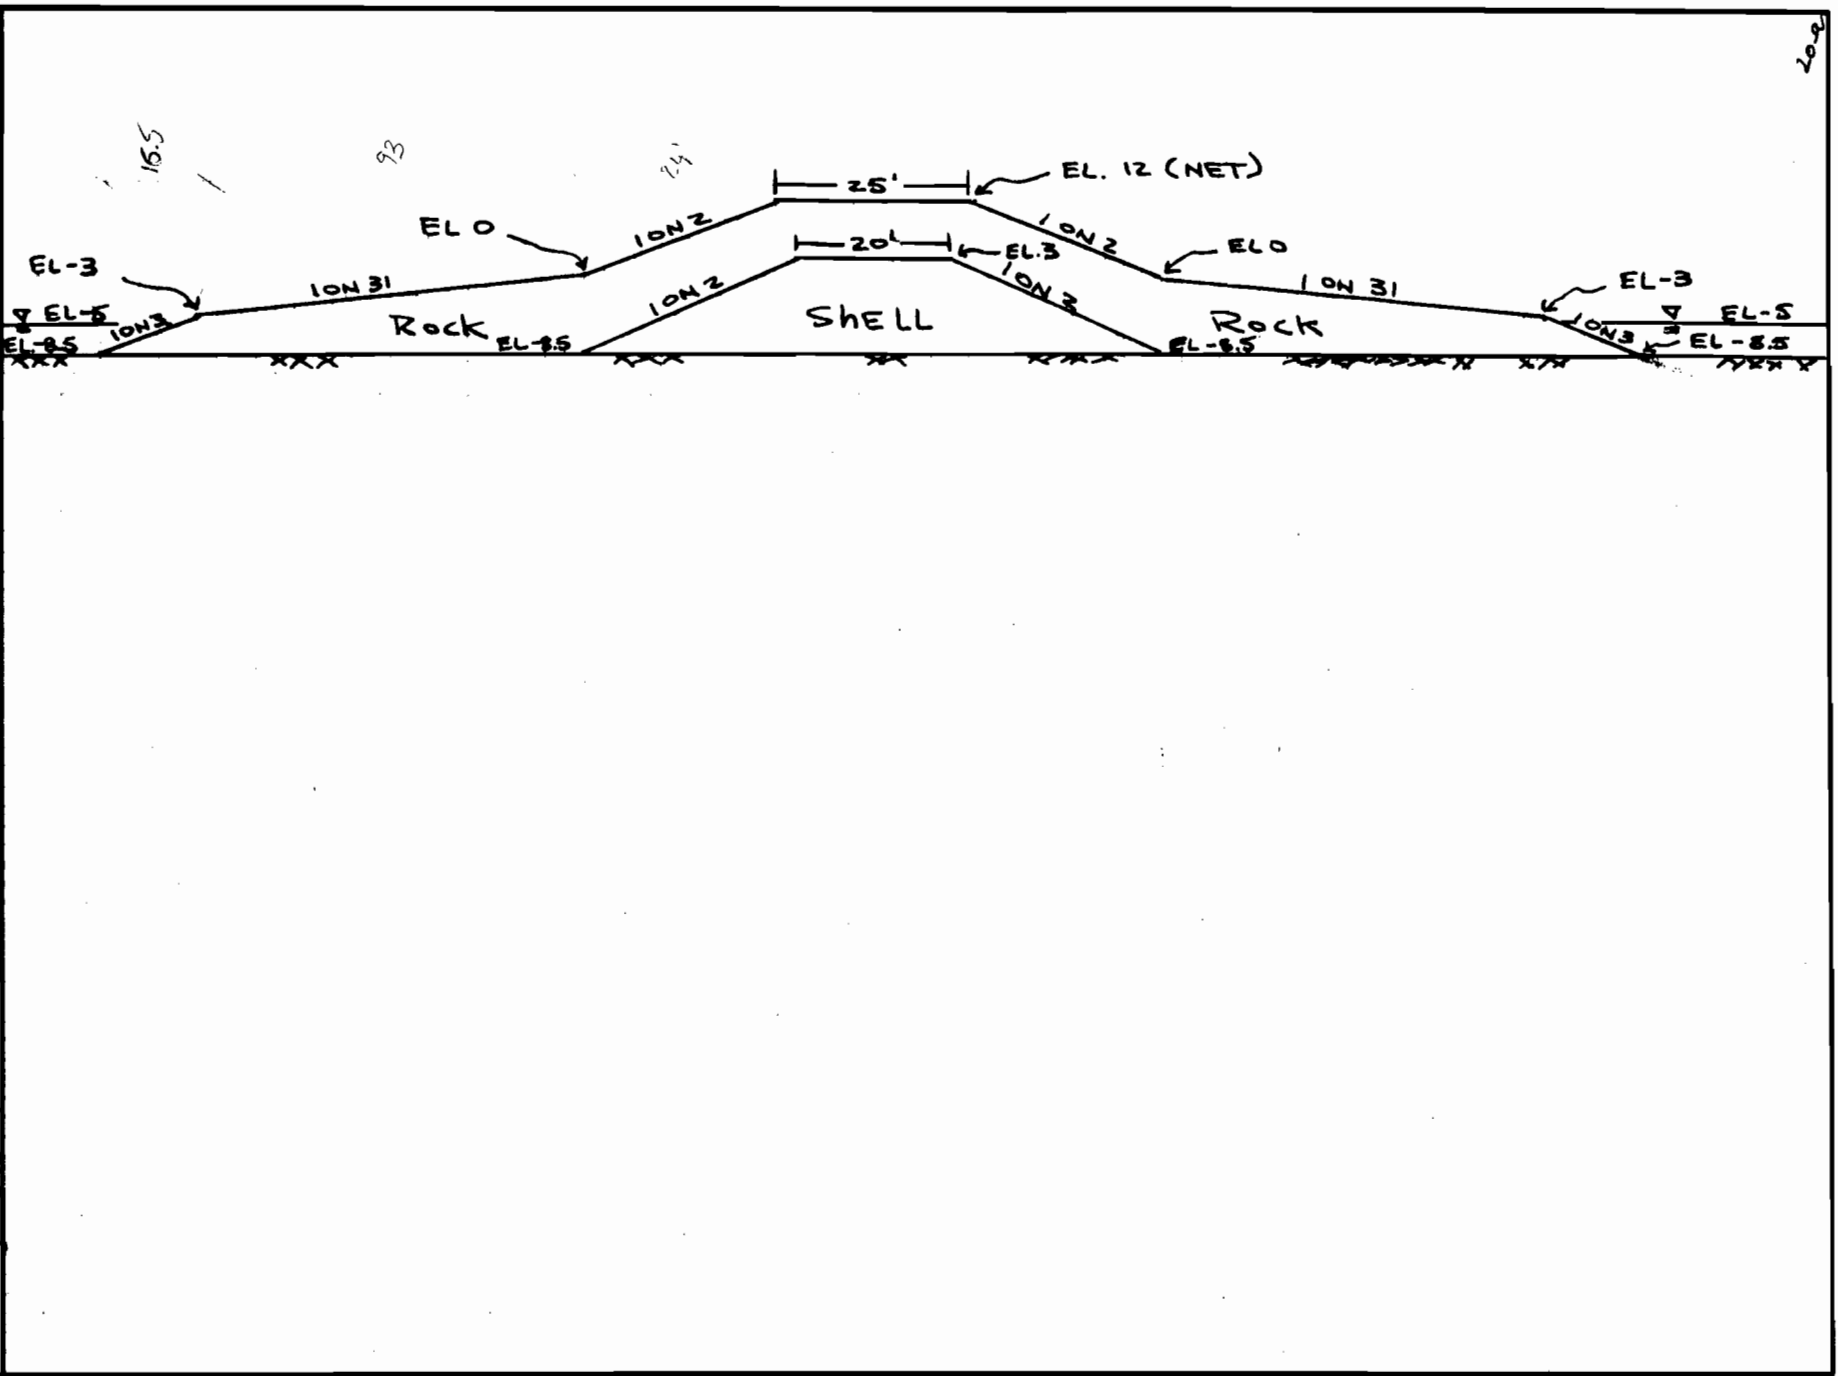 20-a
16.5
93
24'
25'
EL. 12 (NET)
EL 0
1 ON 2
1 ON 2
20'
EL.3
EL 0
EL-3
1 ON 31
1 ON 2
1 ON 3
1 ON 31
EL-3
EL-5
1 ON 3
Rock
ShELL
Rock
1 ON 3
EL-5
EL-8.5
EL-8.5
EL-8.5
EL-8.5